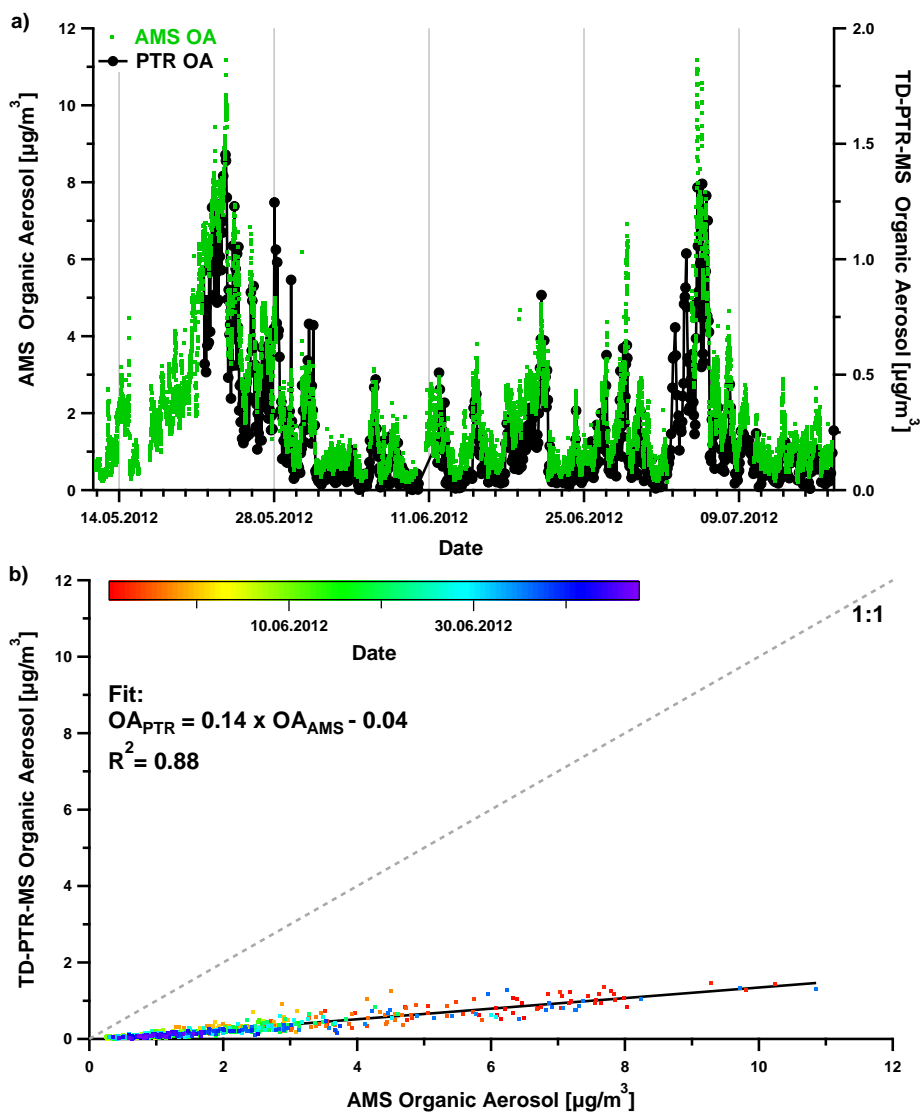 a)
AMS OA
PTR OA
12
10
8
6
4
2
0
AMS Organic Aerosol [µg/m³]
2.0
1.5
1.0
0.5
0.0
TD-PTR-MS Organic Aerosol [µg/m³]
14.05.2012 28.05.2012 11.06.2012 25.06.2012 09.07.2012
Date
b)
12
10
8
6
4
2
0
TD-PTR-MS Organic Aerosol [µg/m³]
10.06.2012 30.06.2012
Date
1:1
Fit:
OA_PTR = 0.14 x OA_AMS - 0.04
R² = 0.88
0 2 4 6 8 10 12
AMS Organic Aerosol [µg/m³]